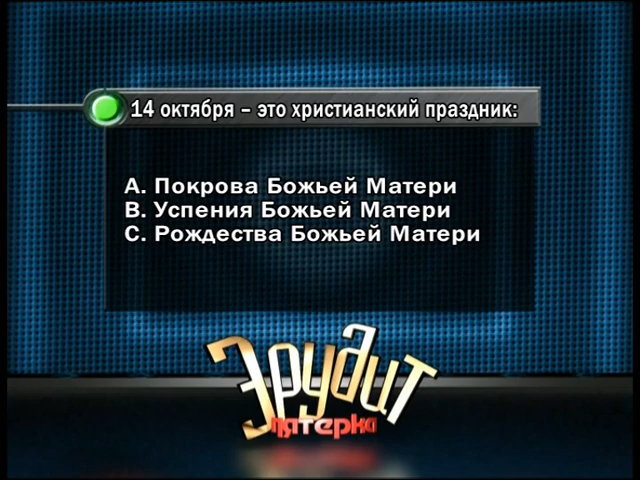 14 октября – это христианский праздник:
A. Покрова Божьей Матери
B. Успения Божьей Матери
C. Рождества Божьей Матери
Эрудит
пятерка